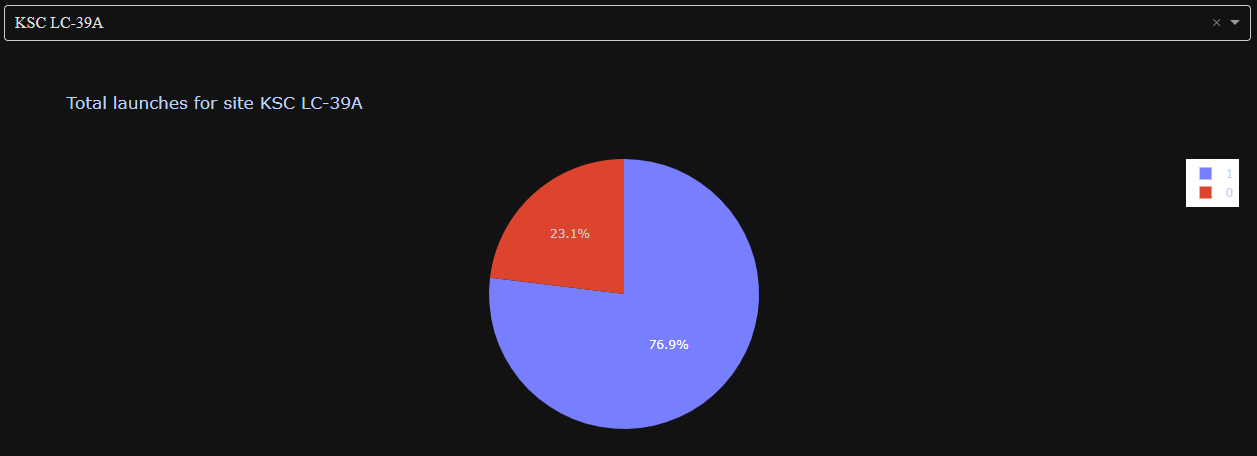 KSC LC-39A
Total launches for site KSC LC-39A
1
0
23.1%
76.9%